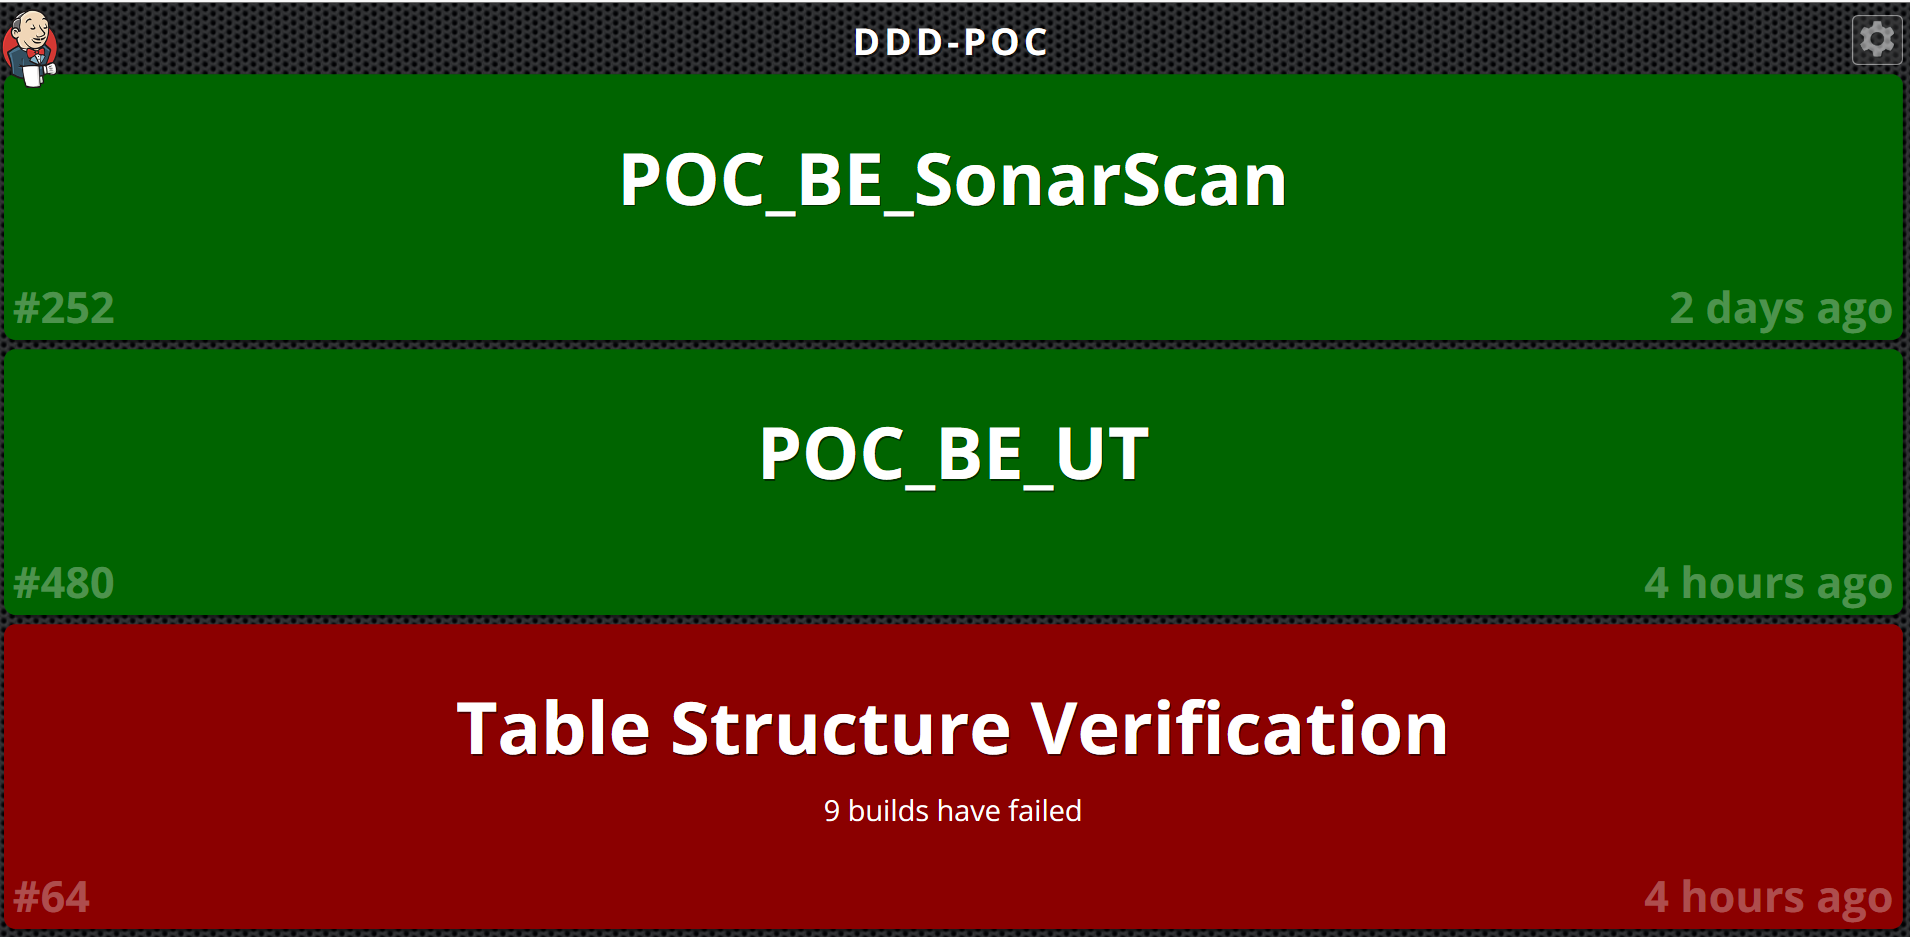 DDD-POC
POC_BE_SonarScan
#252
2 days ago
POC_BE_UT
#480
4 hours ago
Table Structure Verification
9 builds have failed
#64
4 hours ago